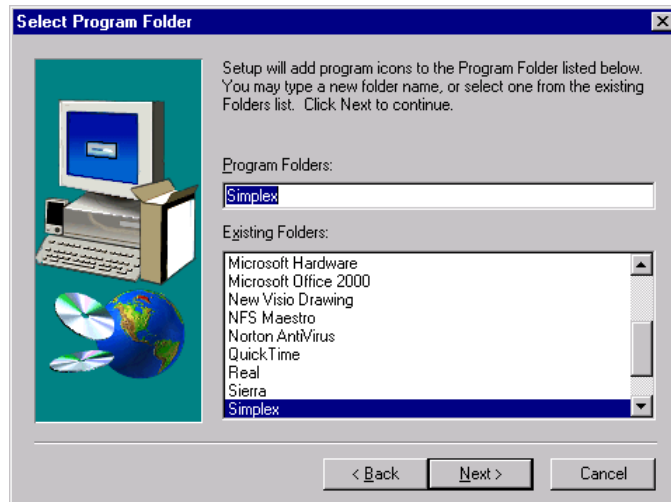 Select Program Folder
Setup will add program icons to the Program Folder listed below.
You may type a new folder name, or select one from the existing
Folders list. Click Next to continue.
Program Folders:
Simplex
Existing Folders:
Microsoft Hardware
Microsoft Office 2000
New Visio Drawing
NFS Maestro
Norton AntiVirus
QuickTime
Real
Sierra
Simplex
< Back
Next >
Cancel